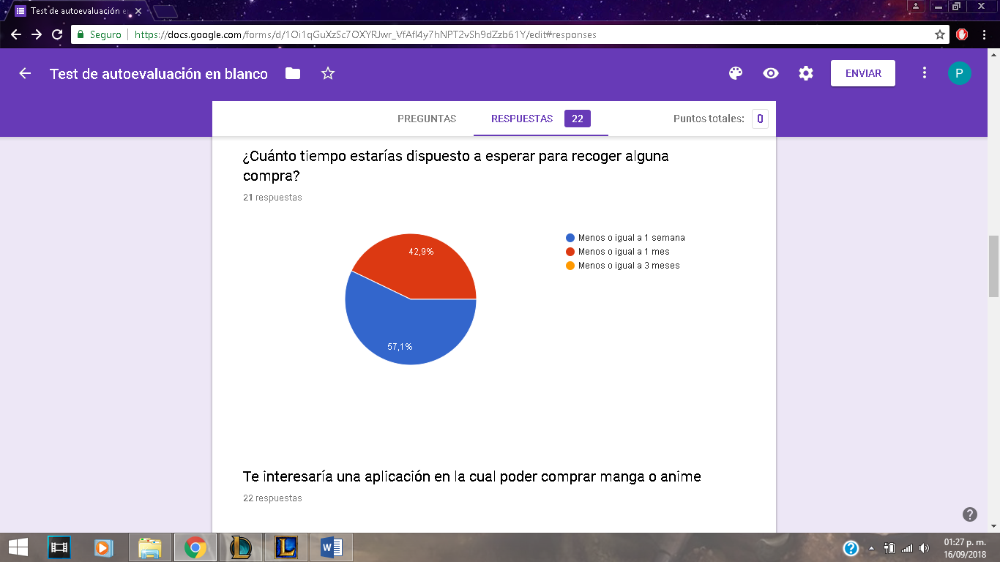 Test de autoevaluación e
Seguro
https://docs.google.com/forms/d/1Oi1qGuXzSc7OXYRJwr_VfAfl4y7hNPT2vSh9dZzb61Y/edit#responses
Test de autoevaluación en blanco
ENVIAR
P
PREGUNTAS
RESPUESTAS 22
Puntos totales: 0
¿Cuánto tiempo estarías dispuesto a esperar para recoger alguna
compra?
21 respuestas
Menos o igual a 1 semana
Menos o igual a 1 mes
Menos o igual a 3 meses
42,9%
57,1%
Te interesaría una aplicación en la cual poder comprar manga o anime
22 respuestas
01:27 p. m.
16/09/2018